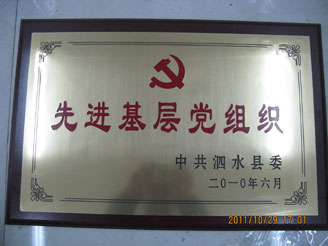 先进基层党组织
中共泗水县委
二〇一〇年六月
2011/10/29 17:01